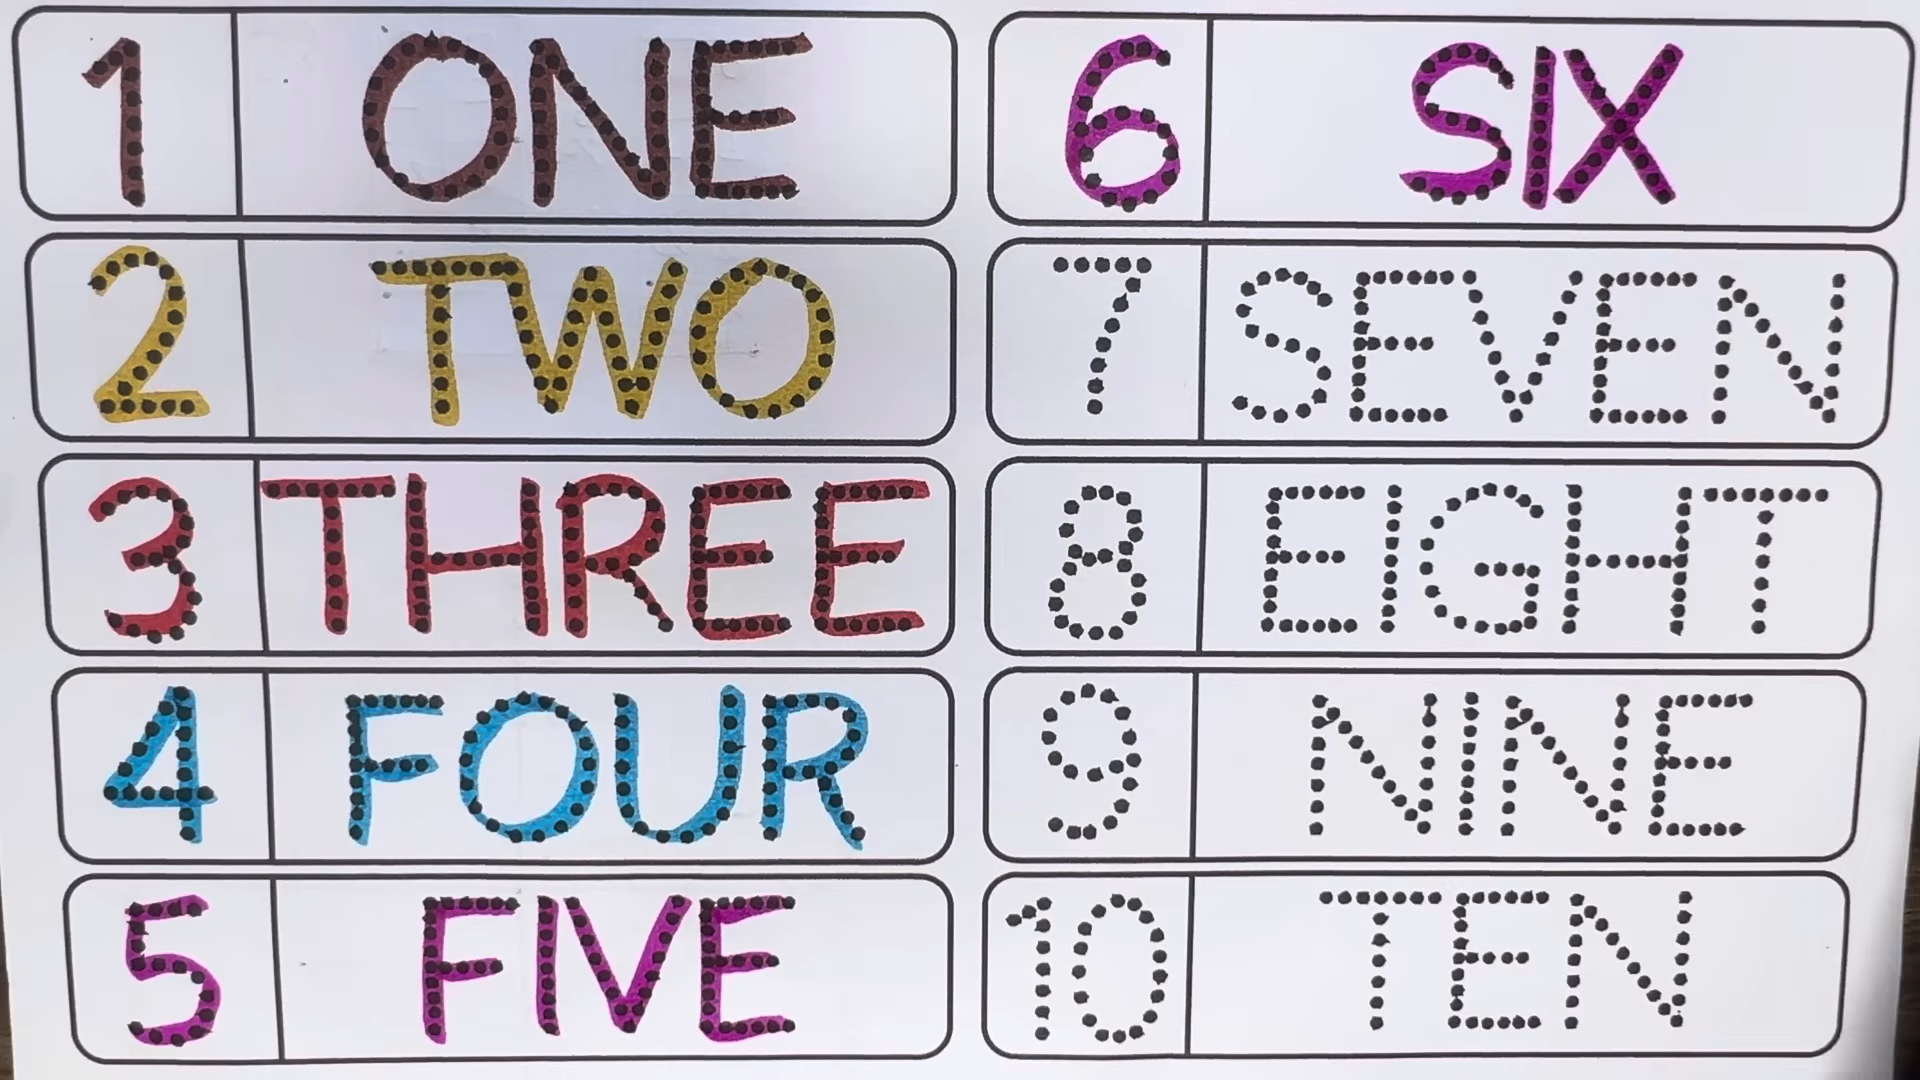 1 ONE
2 TWO
3 THREE
4 FOUR
5 FIVE
6 SIX
7 SEVEN
8 EIGHT
9 NINE
10 TEN